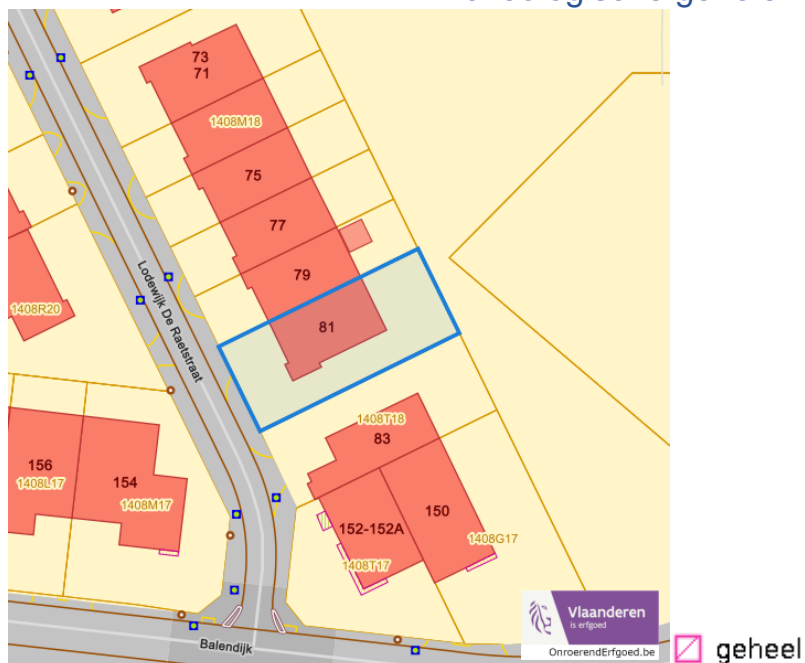 73
71
1408M18
75
77
79
81
Lodewijk De Raetstraat
1408R20
1408T18
83
156
1408L17
154
1408M17
152-152A
150
1408T17
1408G17
Balendijk
Vlaanderen
is erfgoed
OnroerendErfgoed.be
geheel